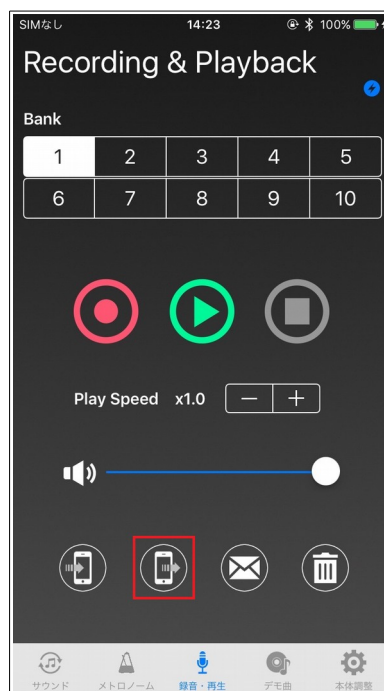 SIMなし 14:23 100%
Recording & Playback
Bank
1 2 3 4 5
6 7 8 9 10
Play Speed x1.0 − +
サウンド メトロノーム 録音・再生 デモ曲 本体調整